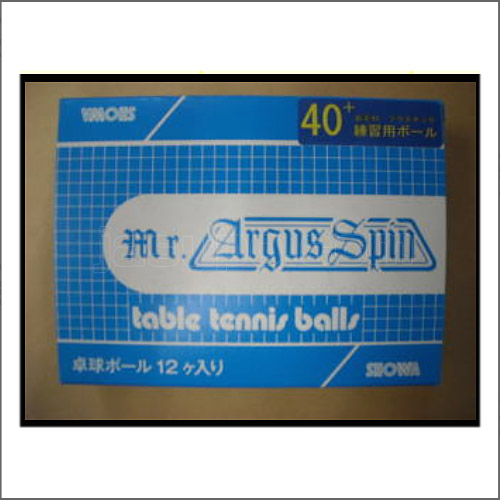 SHOWA
40+
練習用ボール
Mr. Argus Spin
table tennis balls
卓球ボール 12ヶ入り
SHOWA